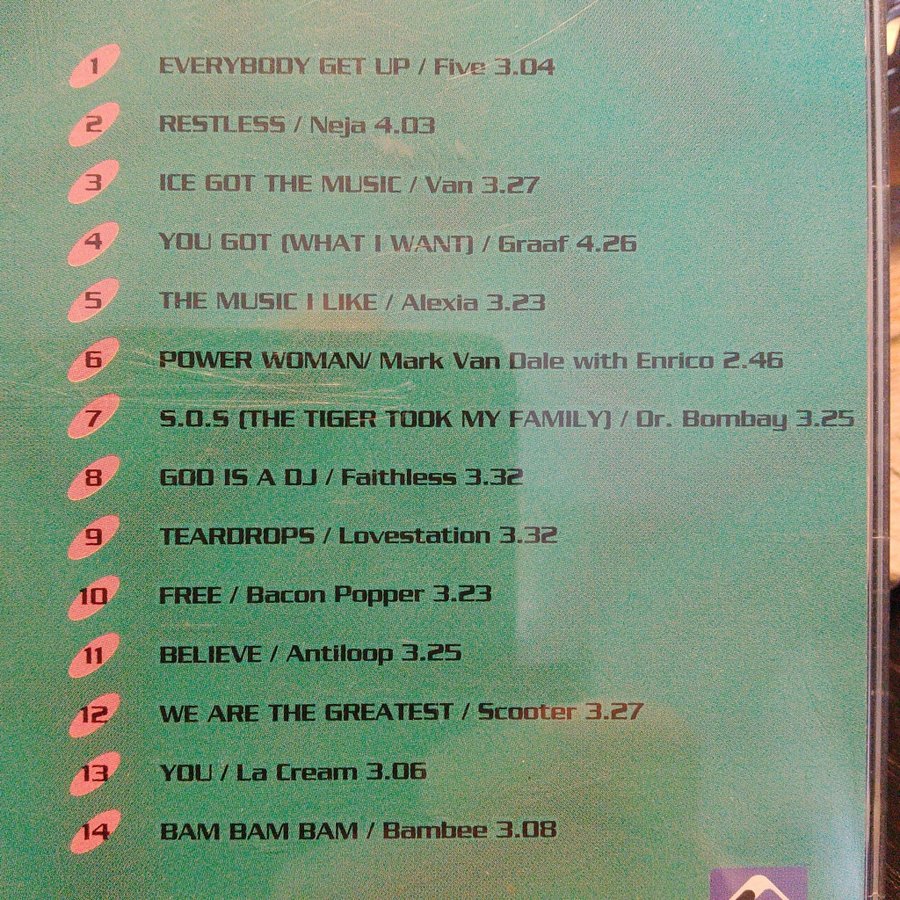 1 EVERYBODY GET UP / Five 3.04
2 RESTLESS / Neja 4.03
3 ICE GOT THE MUSIC / Van 3.27
4 YOU GOT (WHAT I WANT) / Graaf 4.26
5 THE MUSIC I LIKE / Alexia 3.23
6 POWER WOMAN/ Mark Van Dale with Enrico 2.46
7 S.O.S (THE TIGER TOOK MY FAMILY) / Dr. Bombay 3.25
8 GOD IS A DJ / Faithless 3.32
9 TEARDROPS / Lovestation 3.32
10 FREE / Bacon Popper 3.23
11 BELIEVE / Antiloop 3.25
12 WE ARE THE GREATEST / Scooter 3.27
13 YOU / La Cream 3.06
14 BAM BAM BAM / Bambee 3.08